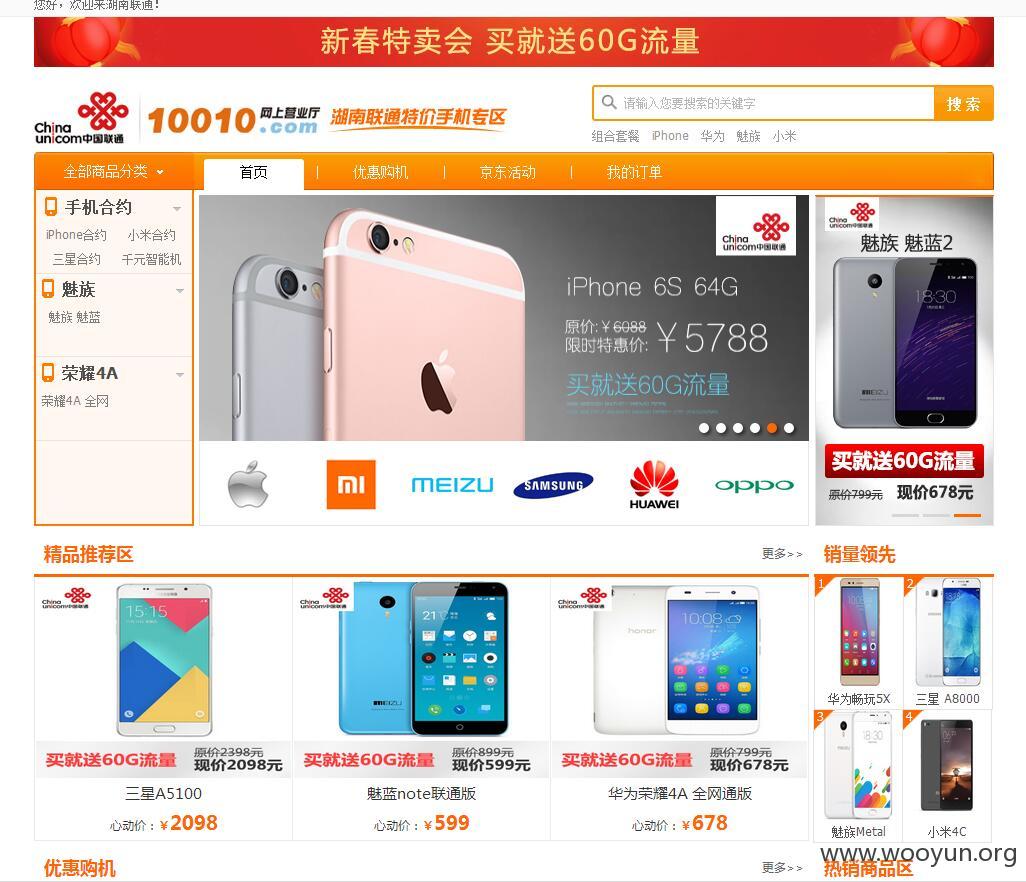 您好，欢迎来湖南联通！
新春特卖会 买就送60G流量
China unicom中国联通
10010.com 网上营业厅 湖南联通特价手机专区
请输入您要搜索的关键字 搜 索
组合套餐 iPhone 华为 魅族 小米
全部商品分类 首页 | 优惠购机 | 京东活动 | 我的订单
手机合约
iPhone合约 小米合约
三星合约 千元智能机
魅族
魅族 魅蓝
荣耀4A
荣耀4A 全网
China unicom中国联通
iPhone 6S 64G
原价:￥6088
限时特惠价: ￥5788
买就送60G流量
China unicom中国联通
魅族 魅蓝2
18:30
MEIZU
买就送60G流量
原价799元 现价678元
mi MEIZU SAMSUNG HUAWEI oppo
精品推荐区 更多>>
China unicom中国联通
15:15
买就送60G流量 原价2398元 现价2098元
三星A5100
心动价：￥2098
China unicom中国联通
21
MEIZU
买就送60G流量 原价899元 现价599元
魅蓝note联通版
心动价：￥599
China unicom中国联通
honor
10:08
买就送60G流量 原价799元 现价678元
华为荣耀4A 全网通版
心动价：￥678
销量领先
1 华为畅玩5X
2 三星 A8000
3 魅族Metal
4 小米4C
优惠购机 更多>>
热销商品区
www.wooyun.org